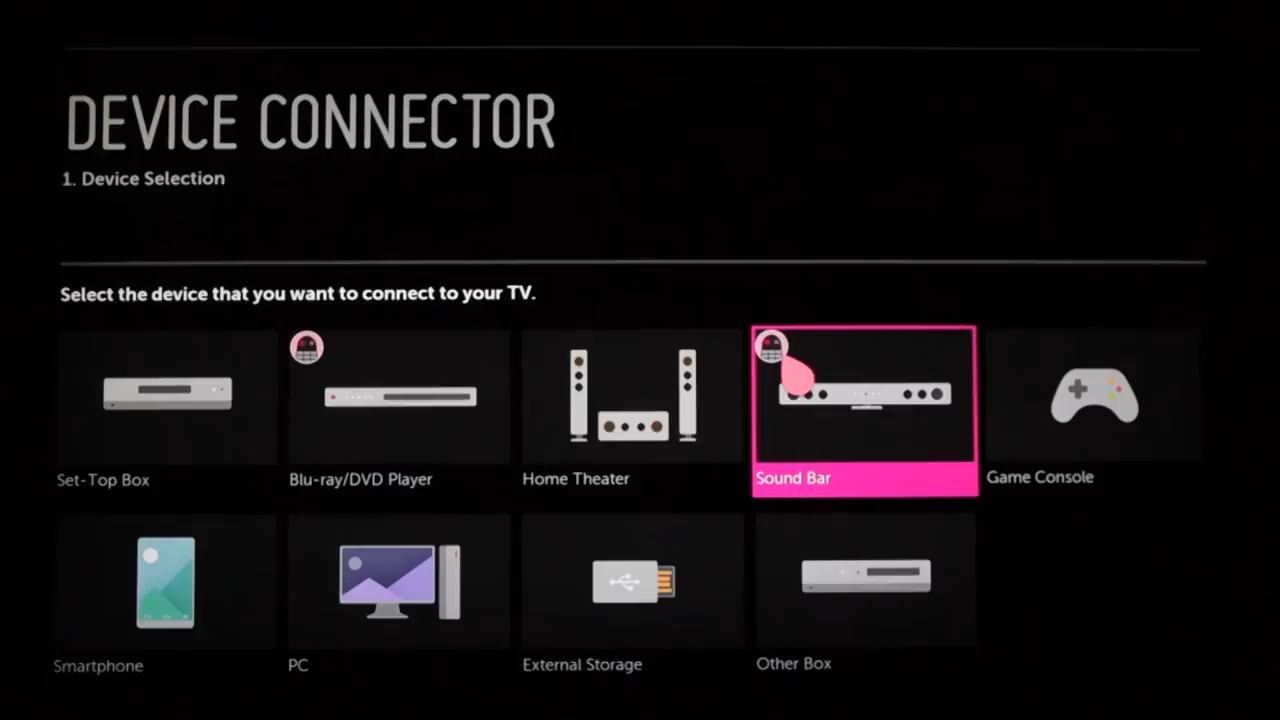 DEVICE CONNECTOR
1. Device Selection
Select the device that you want to connect to your TV.
Set-Top Box
Blu-ray/DVD Player
Home Theater
Sound Bar
Game Console
Smartphone
PC
External Storage
Other Box